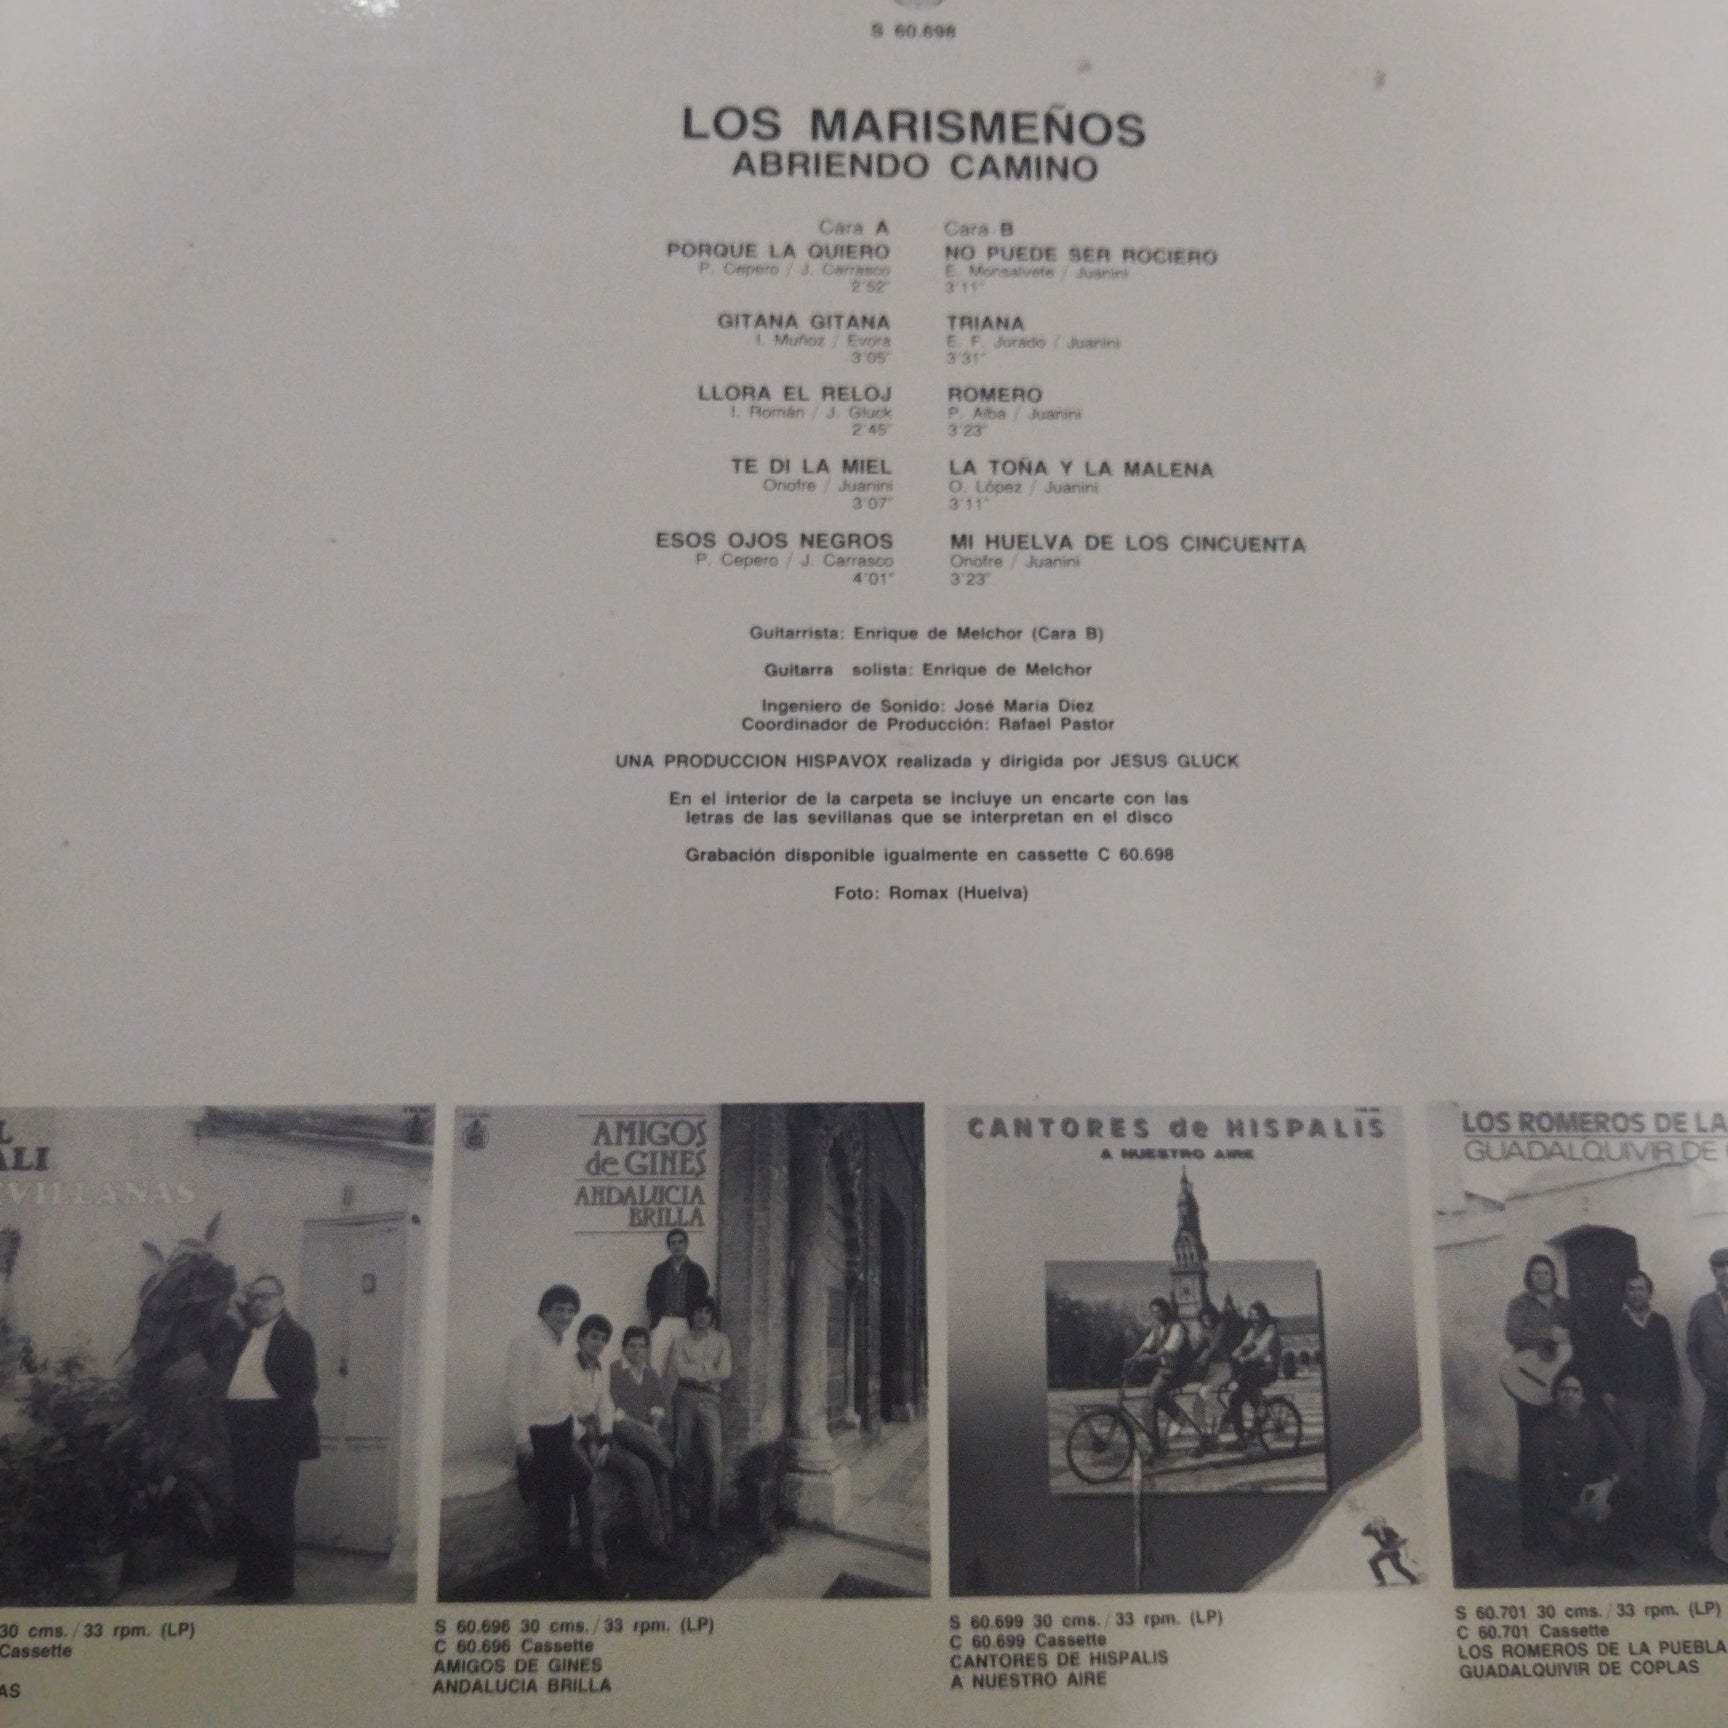 S 60.698
LOS MARISMEÑOS
ABRIENDO CAMINO
Cara A
PORQUE LA QUIERO
P. Cepero / J. Carrasco
2'52"
GITANA GITANA
I. Muñoz / Evora
3'05"
LLORA EL RELOJ
I. Román / J. Gluck
2'45"
TE DI LA MIEL
Onofre / Juanini
3'07"
ESOS OJOS NEGROS
P. Cepero / J. Carrasco
4'01"
Cara B
NO PUEDE SER ROCIERO
E. Monsalvete / Juanini
3'11"
TRIANA
E. F. Jurado / Juanini
3'31"
ROMERO
P. Alba / Juanini
3'23"
LA TOÑA Y LA MALENA
O. López / Juanini
3'11"
MI HUELVA DE LOS CINCUENTA
Onofre / Juanini
3'23"
Guitarrista: Enrique de Melchor (Cara B)
Guitarra solista: Enrique de Melchor
Ingeniero de Sonido: José María Díez
Coordinador de Producción: Rafael Pastor
UNA PRODUCCION HISPAVOX realizada y dirigida por JESUS GLUCK
En el interior de la carpeta se incluye un encarte con las
letras de las sevillanas que se interpretan en el disco
Grabación disponible igualmente en cassette C 60.698
Foto: Romax (Huelva)
L
ALI
VILLANAS
AMIGOS
de GINES
ANDALUCIA
BRILLA
CANTORES de HISPALIS
A NUESTRO AIRE
LOS ROMEROS DE LA
GUADALQUIVIR DE
30 cms. / 33 rpm. (LP)
Cassette
AS
S 60.696 30 cms. / 33 rpm. (LP)
C 60.696 Cassette
AMIGOS DE GINES
ANDALUCIA BRILLA
S 60.699 30 cms. / 33 rpm. (LP)
C 60.699 Cassette
CANTORES DE HISPALIS
A NUESTRO AIRE
S 60.701 30 cms. / 33 rpm. (LP)
C 60.701 Cassette
LOS ROMEROS DE LA PUEBLA
GUADALQUIVIR DE COPLAS